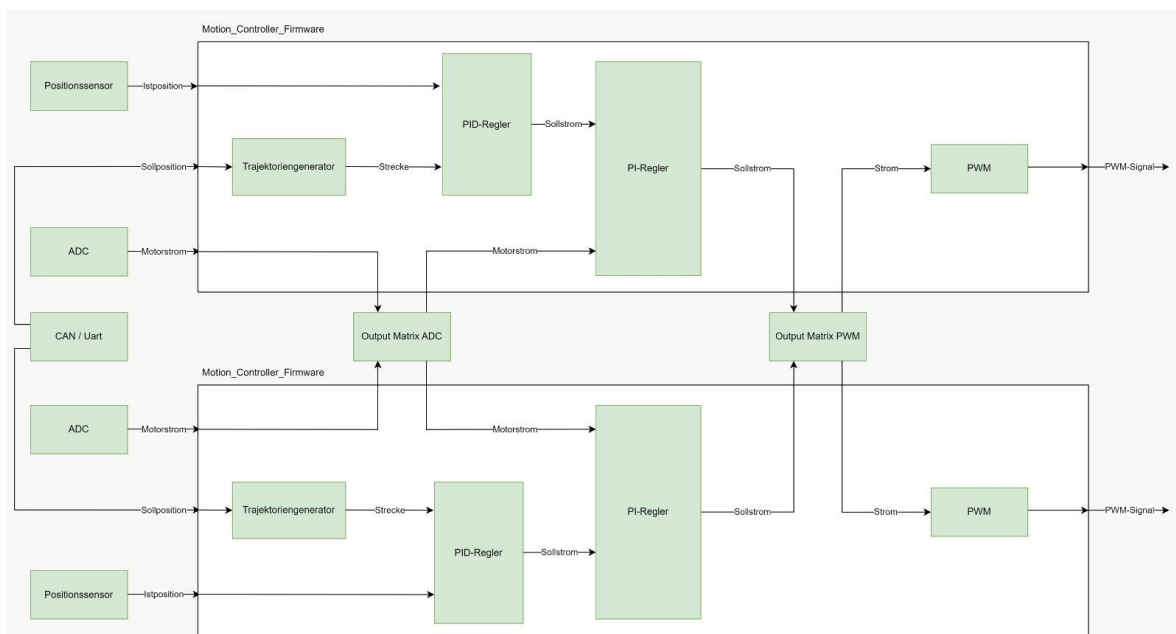 Motion_Controller_Firmware
Positionssensor
Istposition
PID-Regler
Sollstrom
PI-Regler
Sollposition
Trajektoriengenerator
Strecke
Sollstrom
Strom
PWM
PWM-Signal
ADC
Motorstrom
Motorstrom
CAN / Uart
Output Matrix ADC
Output Matrix PWM
Motion_Controller_Firmware
ADC
Motorstrom
Motorstrom
PI-Regler
Sollposition
Trajektoriengenerator
Strecke
PID-Regler
Sollstrom
Sollstrom
Strom
PWM
PWM-Signal
Positionssensor
Istposition